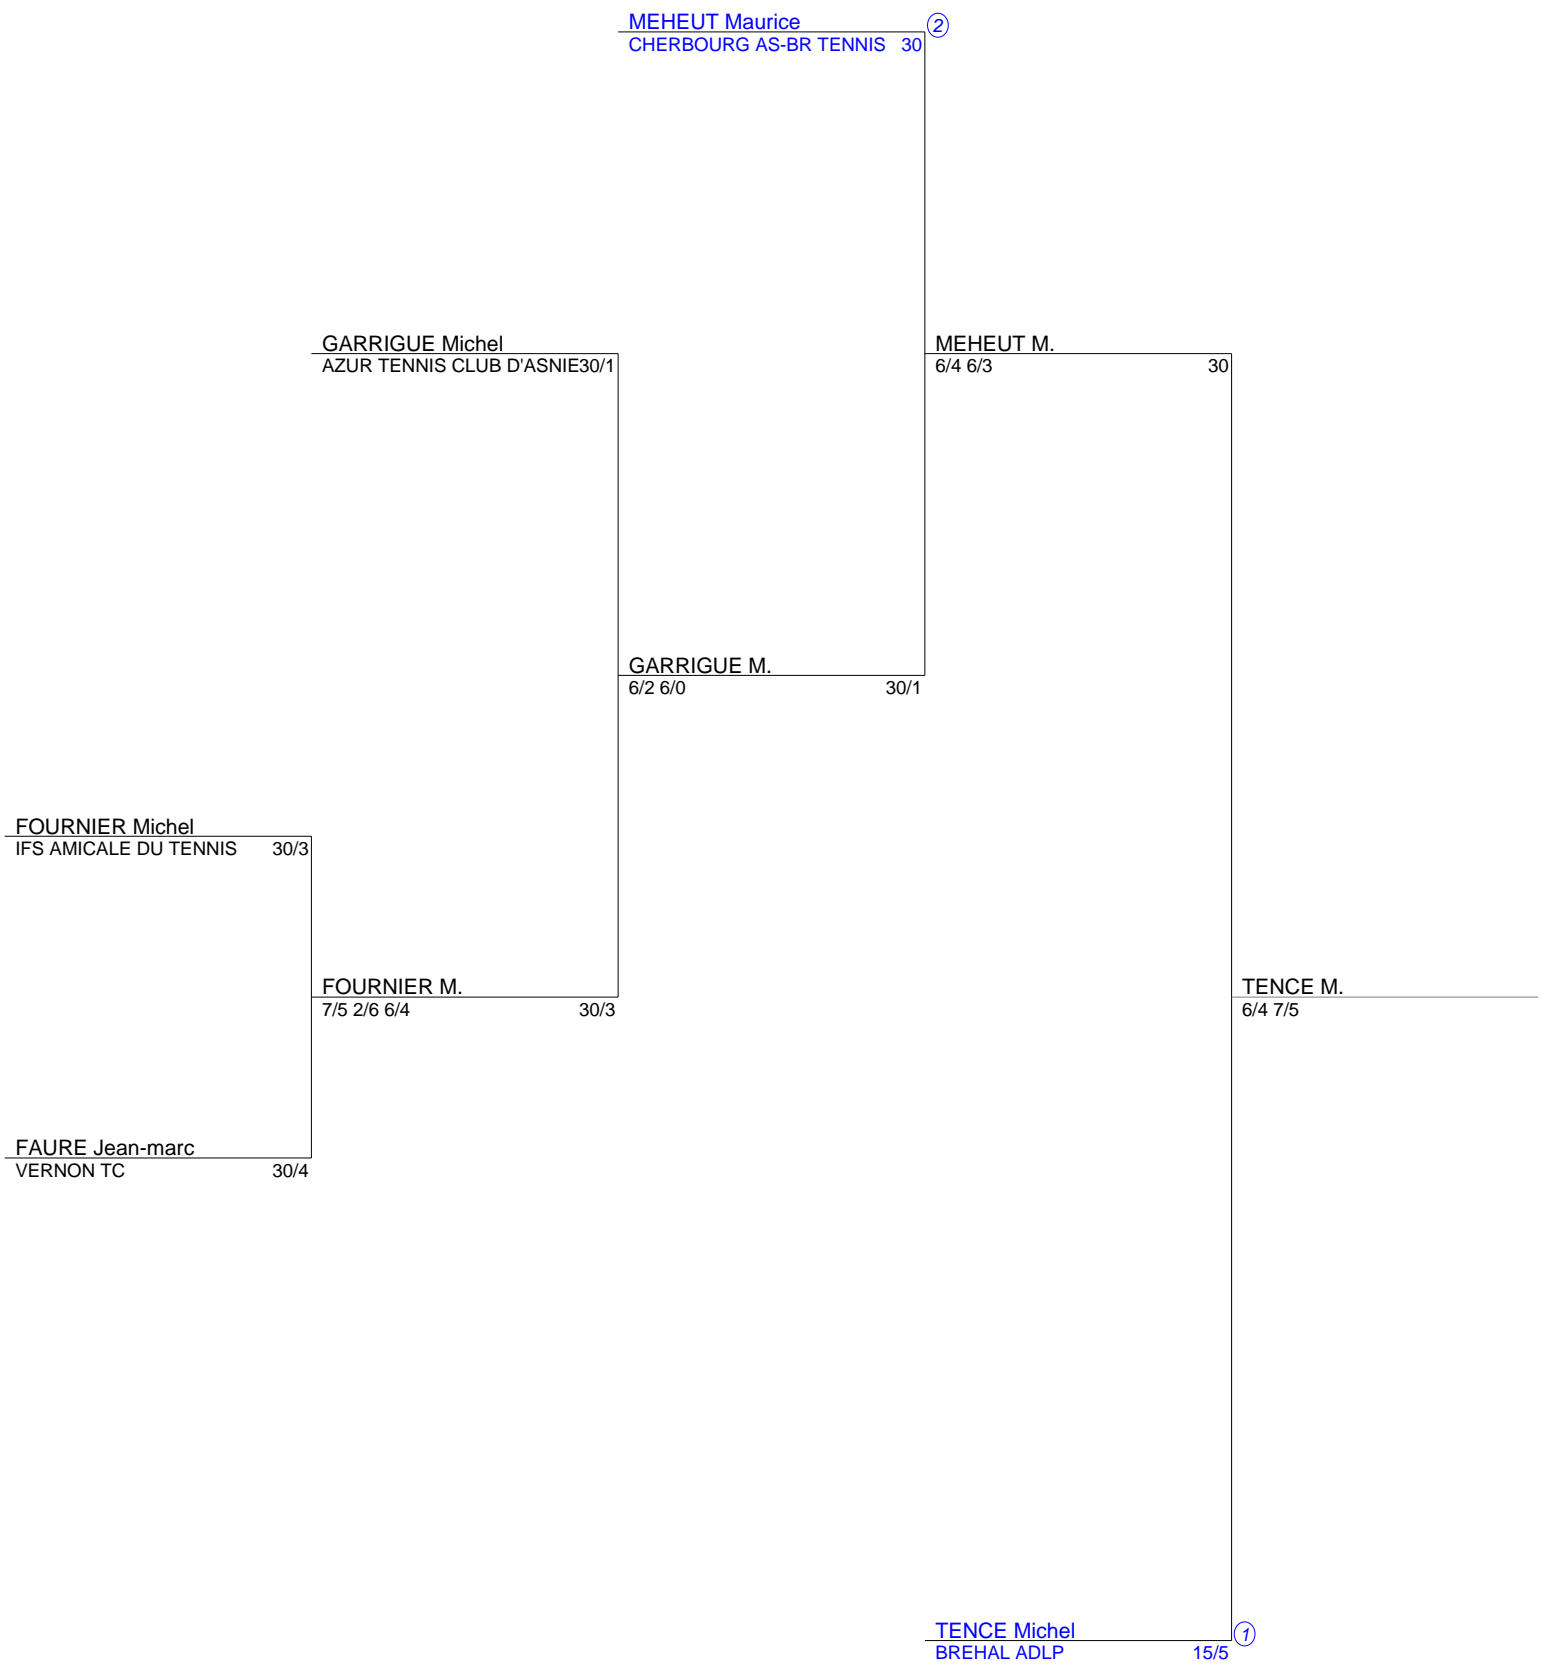 MEHEUT Maurice 2
CHERBOURG AS-BR TENNIS 30
GARRIGUE Michel
AZUR TENNIS CLUB D'ASNIE30/1
MEHEUT M.
6/4 6/3 30
GARRIGUE M.
6/2 6/0 30/1
FOURNIER Michel
IFS AMICALE DU TENNIS 30/3
FOURNIER M.
7/5 2/6 6/4 30/3
TENCE M.
6/4 7/5
FAURE Jean-marc
VERNON TC 30/4
TENCE Michel 1
BREHAL ADLP 15/5